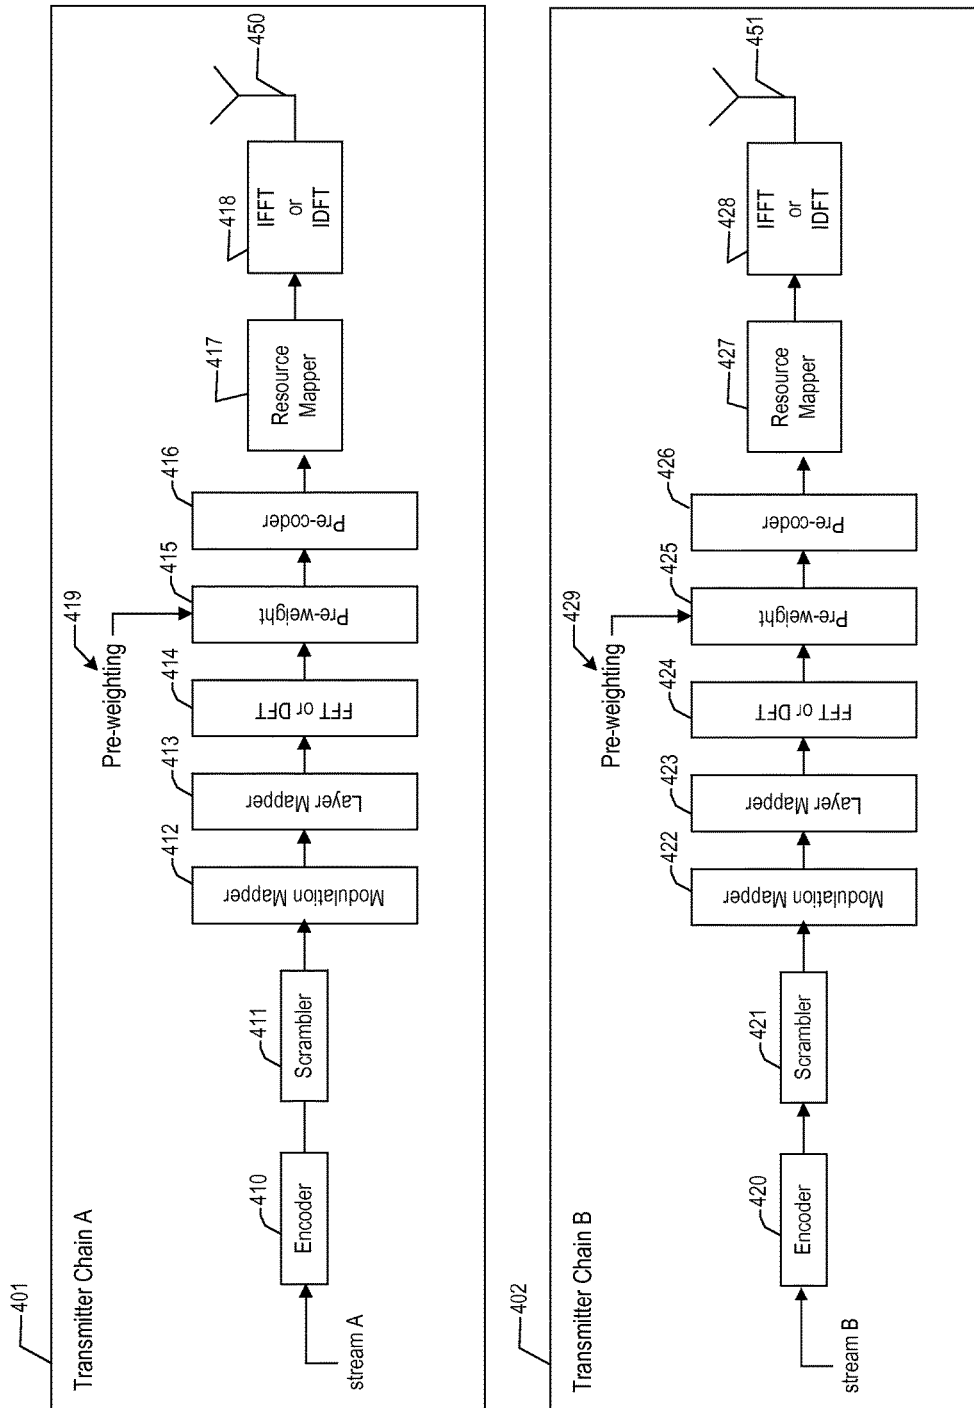 401
Transmitter Chain A
stream A
410
Encoder
411
Scrambler
412
Modulation Mapper
413
Layer Mapper
414
FFT or DFT
419
Pre-weighting
415
Pre-weight
416
Pre-coder
417
Resource
Mapper
418
IFFT
or
IDFT
450
402
Transmitter Chain B
stream B
420
Encoder
421
Scrambler
422
Modulation Mapper
423
Layer Mapper
424
FFT or DFT
429
Pre-weighting
425
Pre-weight
426
Pre-coder
427
Resource
Mapper
428
IFFT
or
IDFT
451